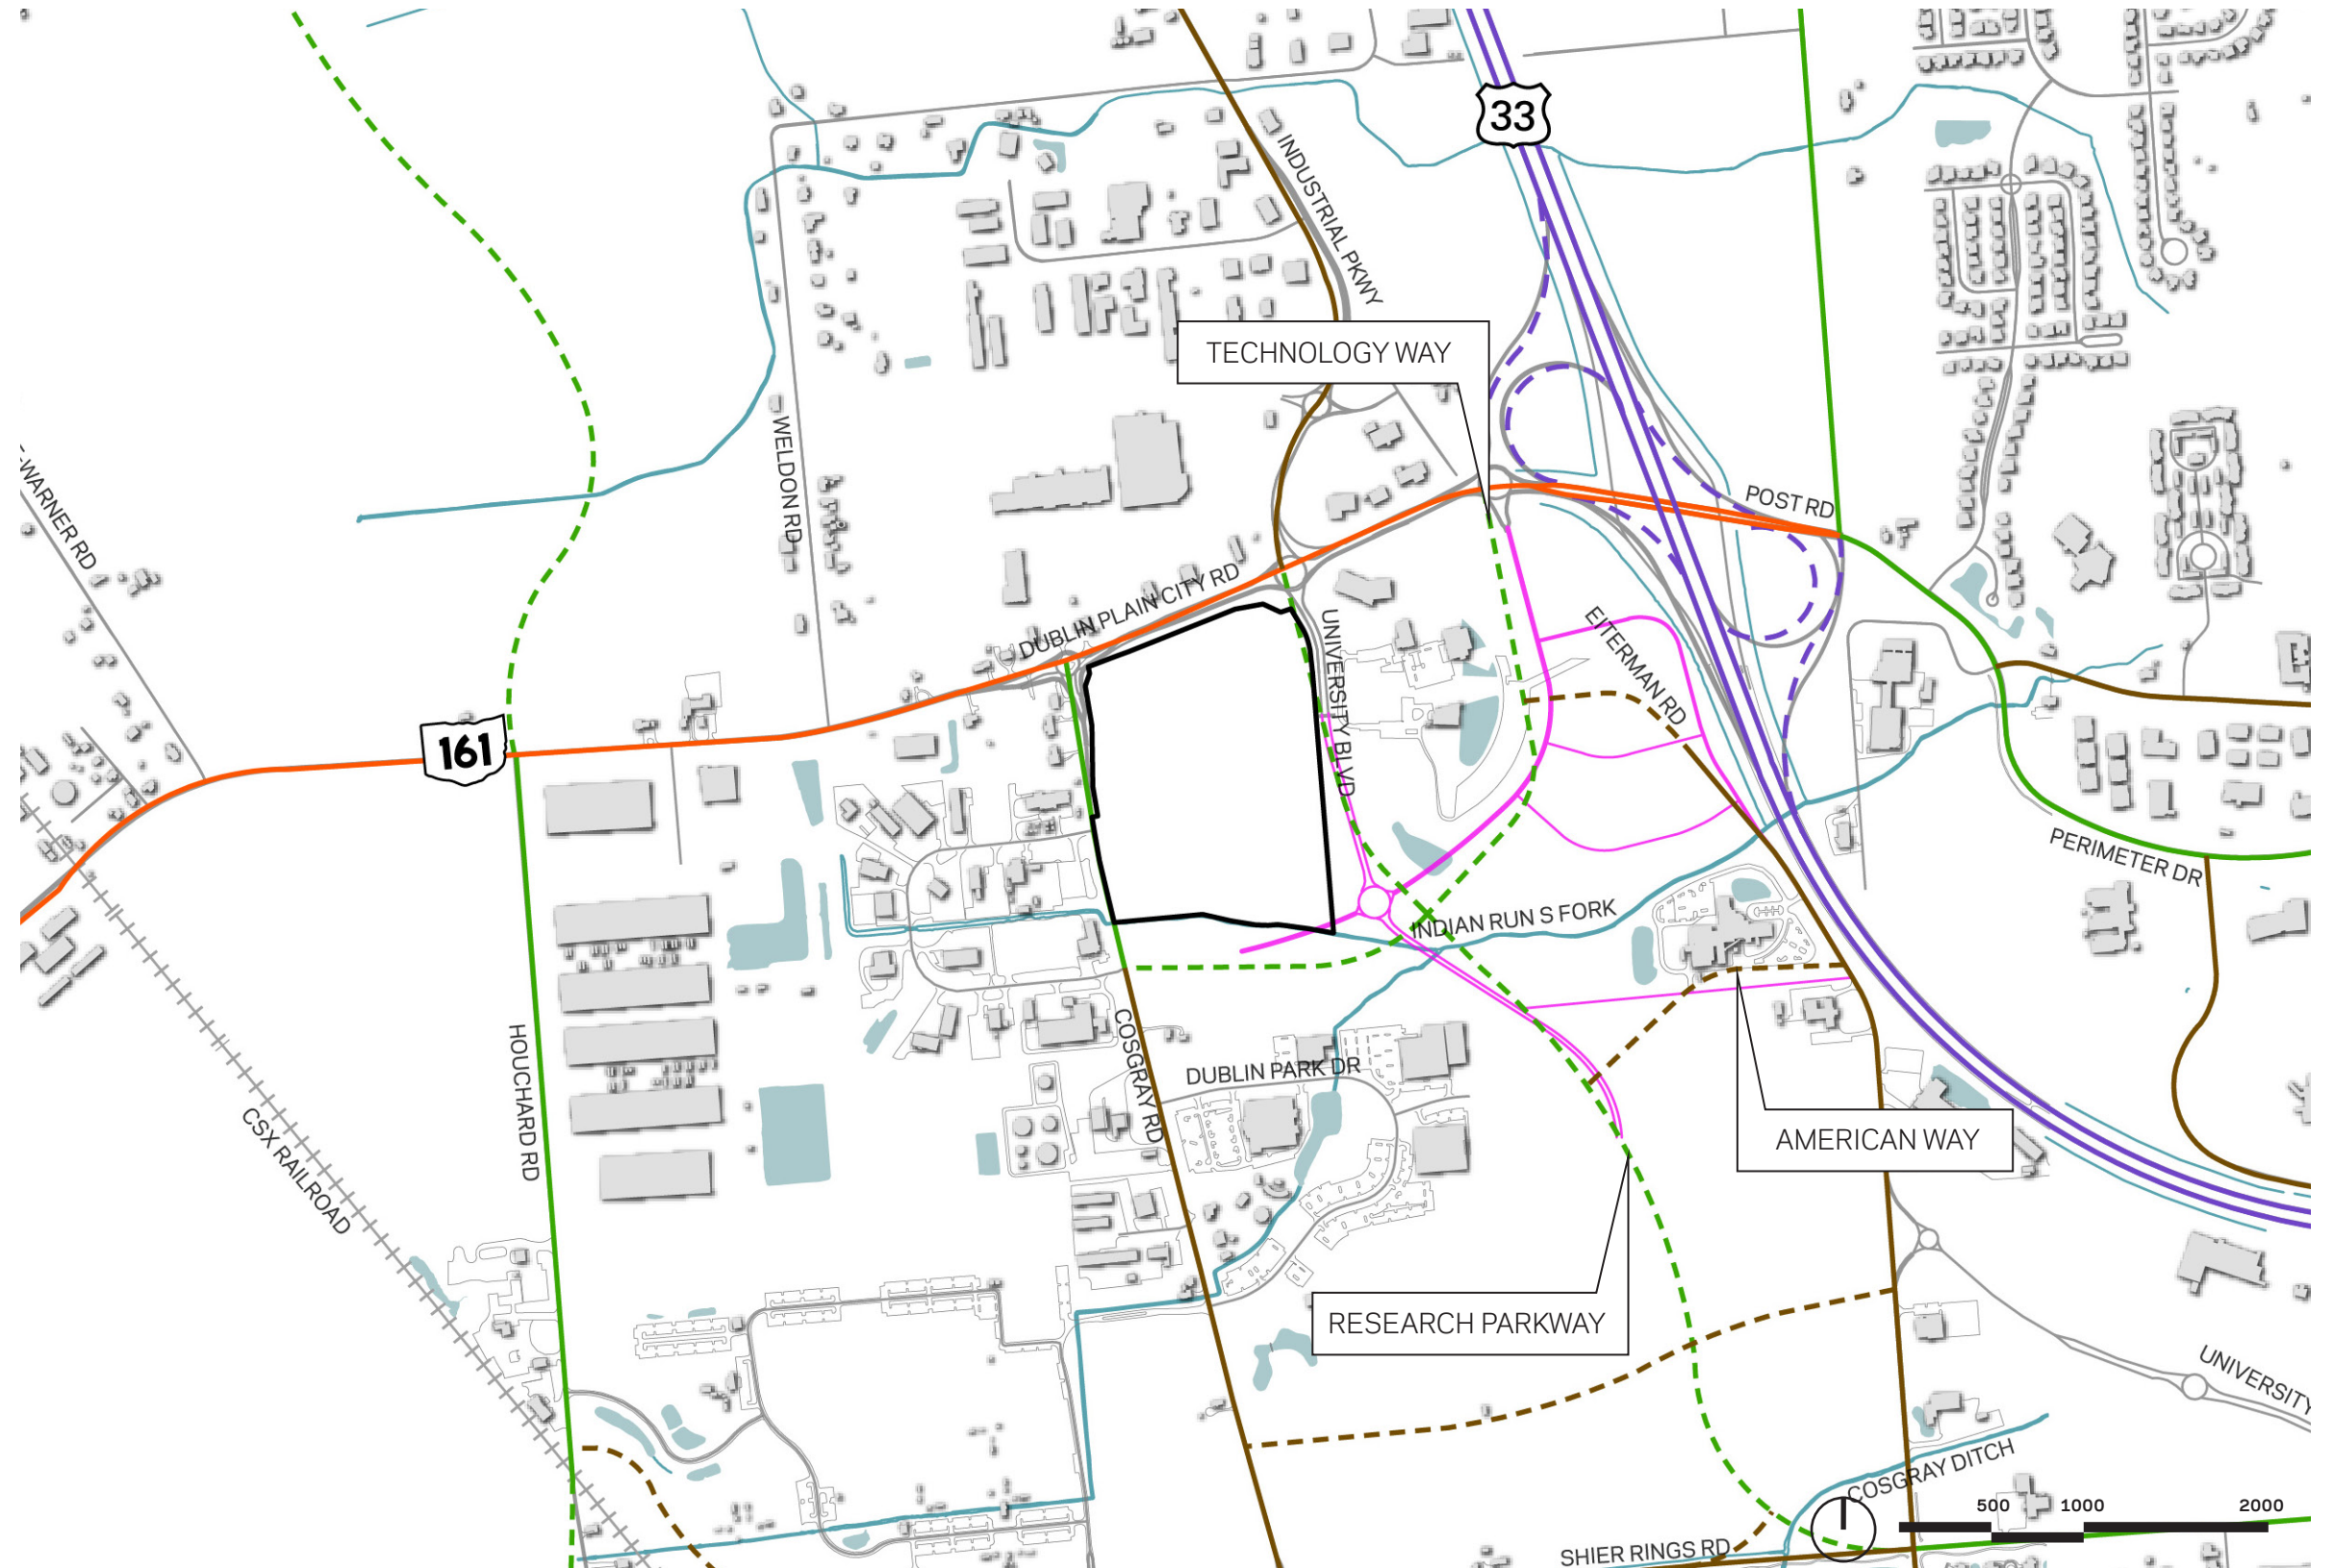 33
INDUSTRIAL PKWY
TECHNOLOGY WAY
WARNER RD
WELDON RD
POST RD
DUBLIN PLAIN CITY RD
UNIVERSITY BLVD
EITERMAN RD
161
PERIMETER DR
INDIAN RUN S FORK
HOUCHARD RD
COSGRAY RD
DUBLIN PARK DR
CSX RAILROAD
AMERICAN WAY
RESEARCH PARKWAY
UNIVERSITY
COSGRAY DITCH
500 1000 2000
SHIER RINGS RD